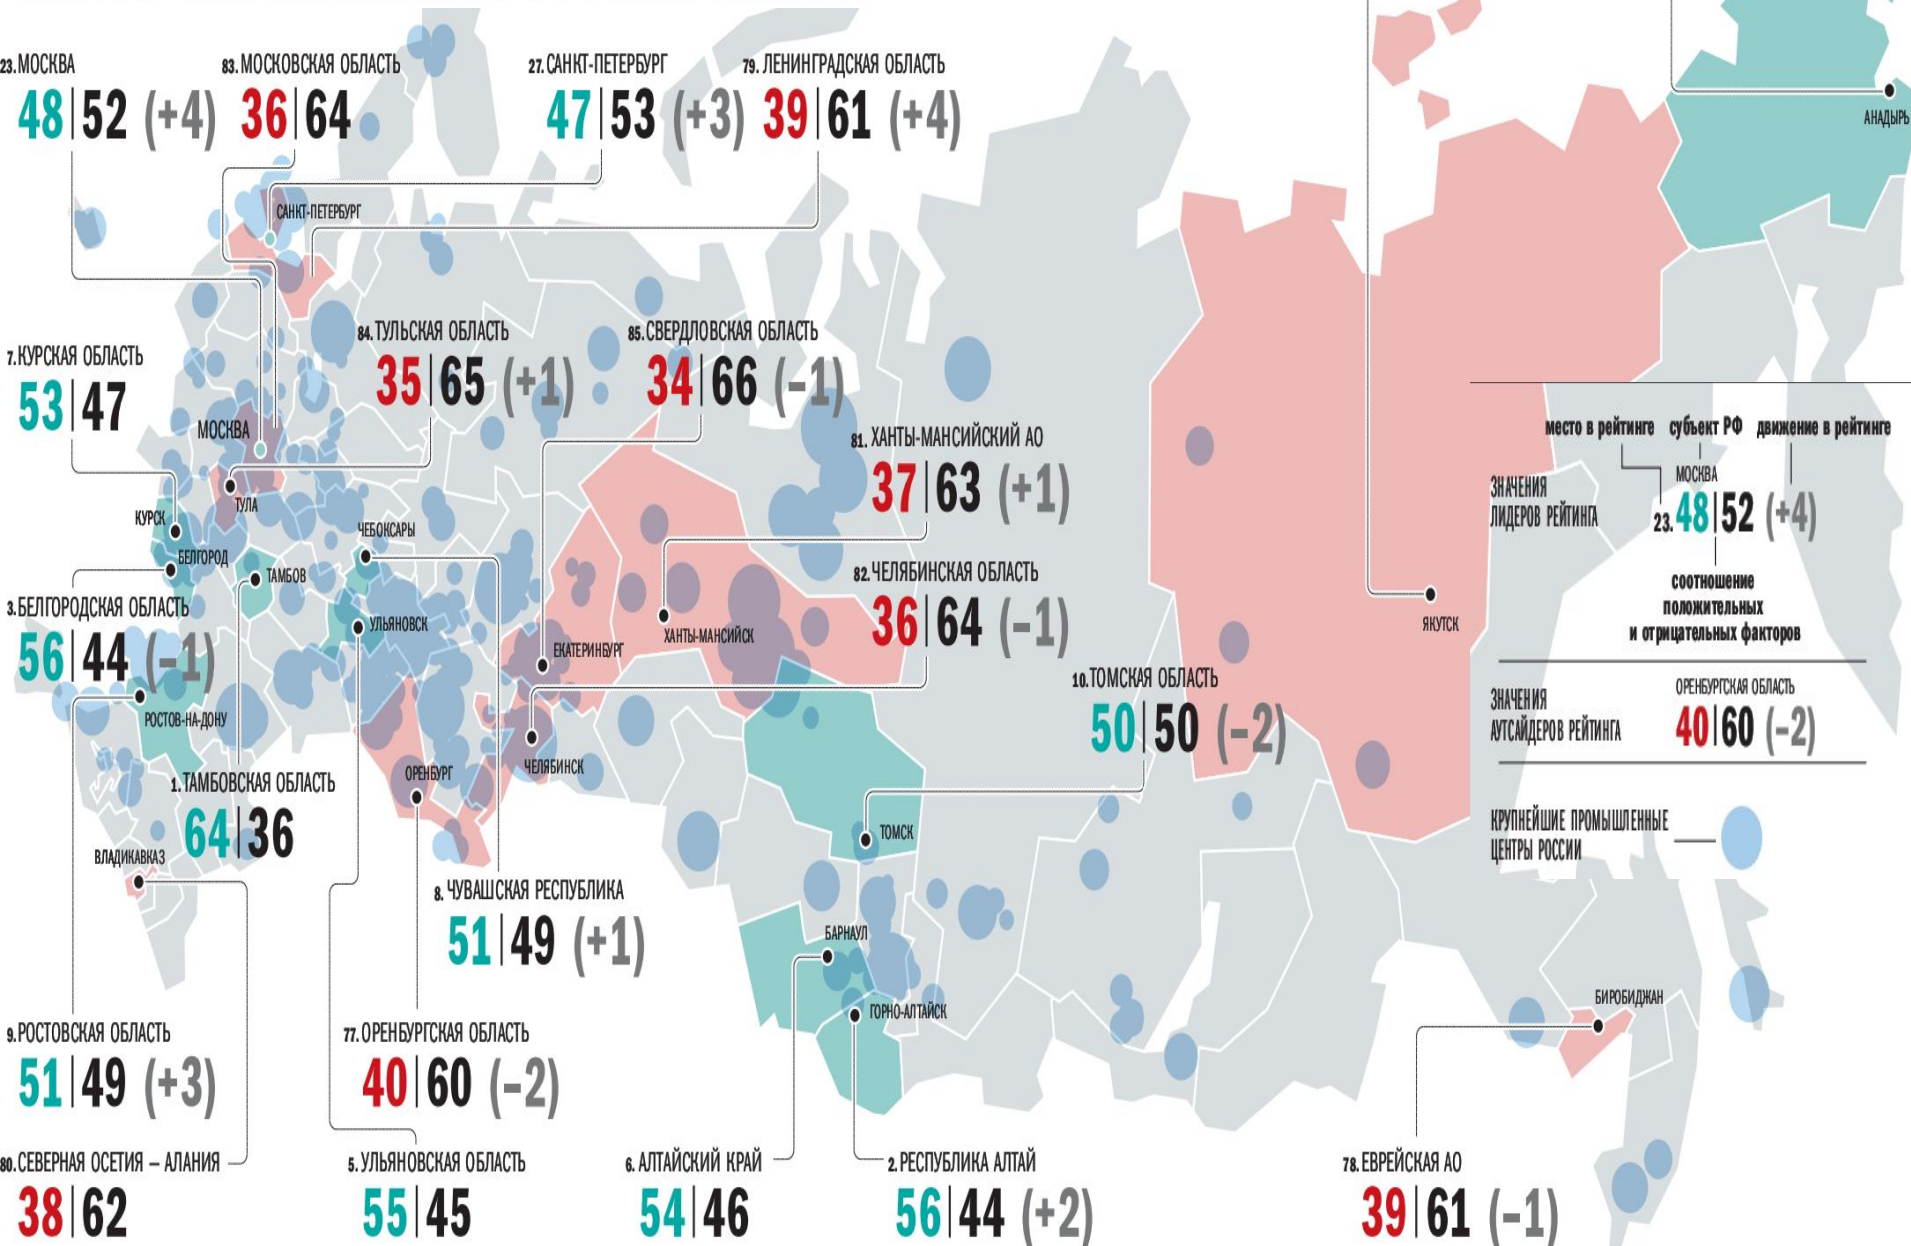 23. МОСКВА
48|52 (+4)
83. МОСКОВСКАЯ ОБЛАСТЬ
36|64
27. САНКТ-ПЕТЕРБУРГ
47|53 (+3)
79. ЛЕНИНГРАДСКАЯ ОБЛАСТЬ
39|61 (+4)
АНАДЫРЬ
САНКТ-ПЕТЕРБУРГ
7. КУРСКАЯ ОБЛАСТЬ
53|47
84. ТУЛЬСКАЯ ОБЛАСТЬ
35|65 (+1)
85. СВЕРДЛОВСКАЯ ОБЛАСТЬ
34|66 (–1)
МОСКВА
81. ХАНТЫ-МАНСИЙСКИЙ АО
37|63 (+1)
место в рейтинге субъект РФ движение в рейтинге
МОСКВА
ЗНАЧЕНИЯ
ЛИДЕРОВ РЕЙТИНГА
23. 48|52 (+4)
соотношение
положительных
и отрицательных факторов
ЗНАЧЕНИЯ
АУТСАЙДЕРОВ РЕЙТИНГА
ОРЕНБУРГСКАЯ ОБЛАСТЬ
40|60 (–2)
КРУПНЕЙШИЕ ПРОМЫШЛЕННЫЕ
ЦЕНТРЫ РОССИИ
ТУЛА
КУРСК
БЕЛГОРОД
ЧЕБОКСАРЫ
ТАМБОВ
82. ЧЕЛЯБИНСКАЯ ОБЛАСТЬ
36|64 (–1)
3. БЕЛГОРОДСКАЯ ОБЛАСТЬ
56|44 (–1)
УЛЬЯНОВСК
ЕКАТЕРИНБУРГ
ХАНТЫ-МАНСИЙСК
ЯКУТСК
10. ТОМСКАЯ ОБЛАСТЬ
50|50 (–2)
РОСТОВ-НА-ДОНУ
ОРЕНБУРГ
ЧЕЛЯБИНСК
1. ТАМБОВСКАЯ ОБЛАСТЬ
64|36
ТОМСК
ВЛАДИКАВКАЗ
8. ЧУВАШСКАЯ РЕСПУБЛИКА
51|49 (+1)
БАРНАУЛ
ГОРНО-АЛТАЙСК
БИРОБИДЖАН
9. РОСТОВСКАЯ ОБЛАСТЬ
51|49 (+3)
77. ОРЕНБУРГСКАЯ ОБЛАСТЬ
40|60 (–2)
80. СЕВЕРНАЯ ОСЕТИЯ – АЛАНИЯ
38|62
5. УЛЬЯНОВСКАЯ ОБЛАСТЬ
55|45
6. АЛТАЙСКИЙ КРАЙ
54|46
2. РЕСПУБЛИКА АЛТАЙ
56|44 (+2)
78. ЕВРЕЙСКАЯ АО
39|61 (–1)